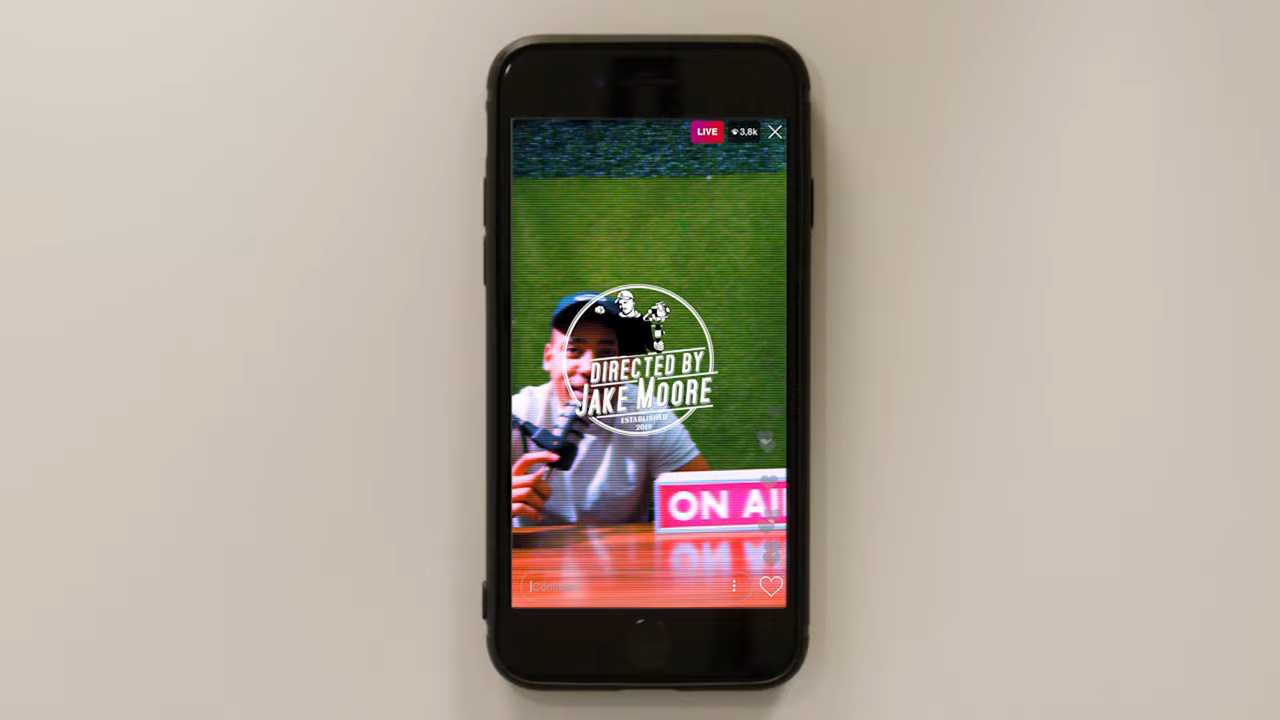 LIVE 3,8k
DIRECTED BY
JAKE MOORE
ESTABLISHED
2019
ON AI